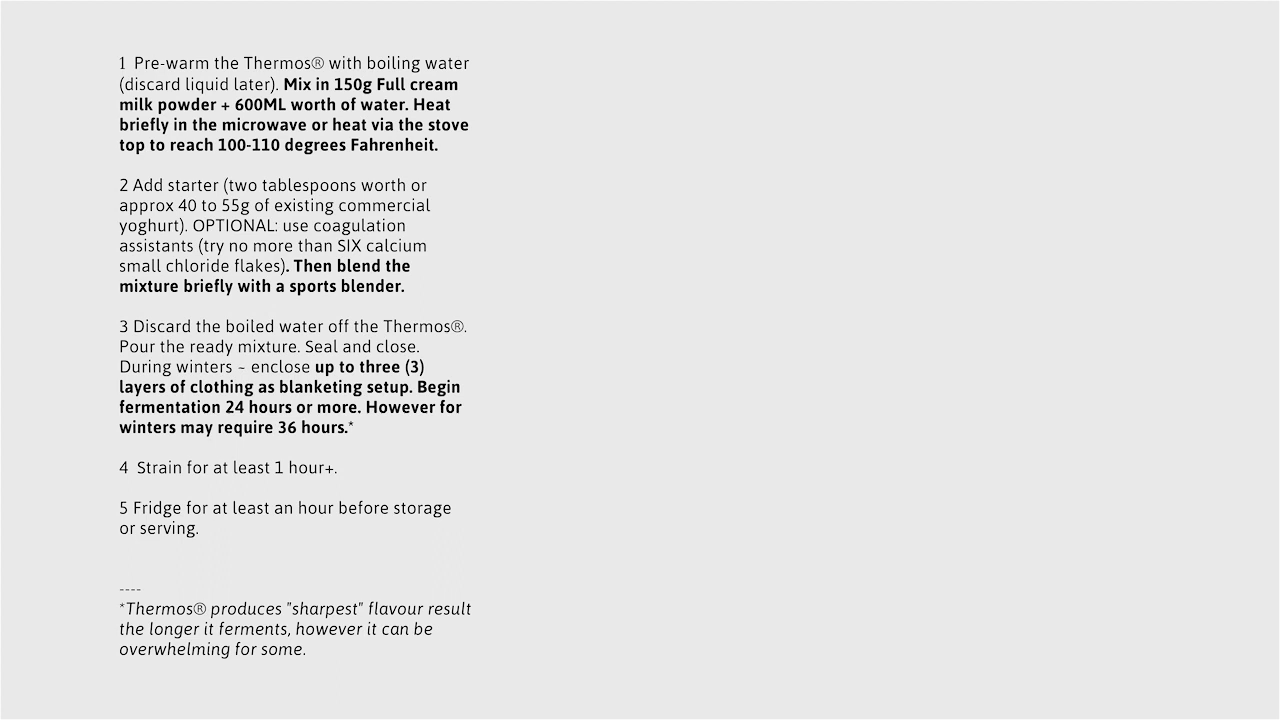 1  Pre-warm the Thermos® with boiling water
(discard liquid later). Mix in 150g Full cream
milk powder + 600ML worth of water. Heat
briefly in the microwave or heat via the stove
top to reach 100-110 degrees Fahrenheit.
2 Add starter (two tablespoons worth or
approx 40 to 55g of existing commercial
yoghurt). OPTIONAL: use coagulation
assistants (try no more than SIX calcium
small chloride flakes). Then blend the
mixture briefly with a sports blender.
3 Discard the boiled water off the Thermos®.
Pour the ready mixture. Seal and close.
During winters ~ enclose up to three (3)
layers of clothing as blanketing setup. Begin
fermentation 24 hours or more. However for
winters may require 36 hours.*
4  Strain for at least 1 hour+.
5 Fridge for at least an hour before storage
or serving.
----
*Thermos® produces "sharpest" flavour result
the longer it ferments, however it can be
overwhelming for some.